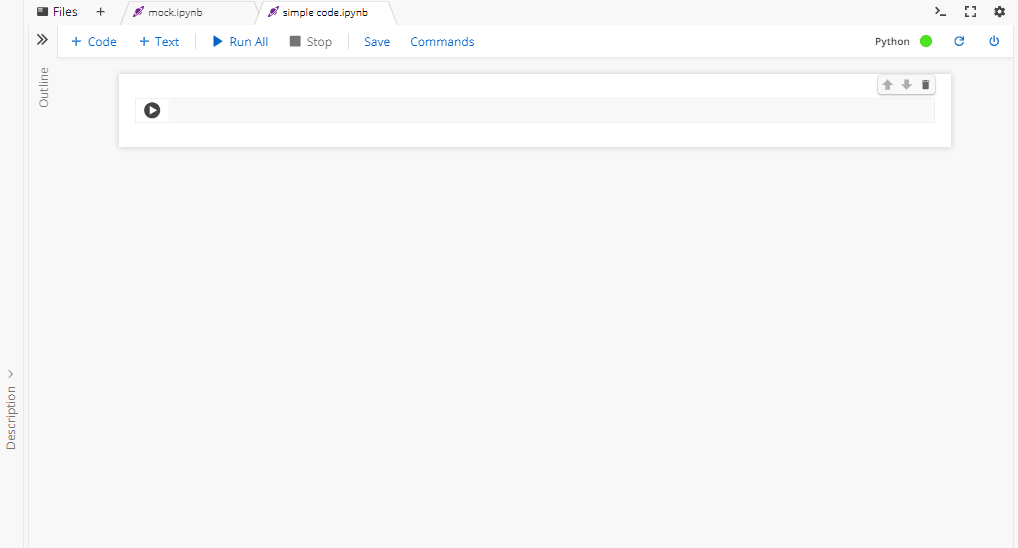 Files + mock.ipynb simple code.ipynb
+ Code + Text Run All Stop Save Commands Python
Outline
Description